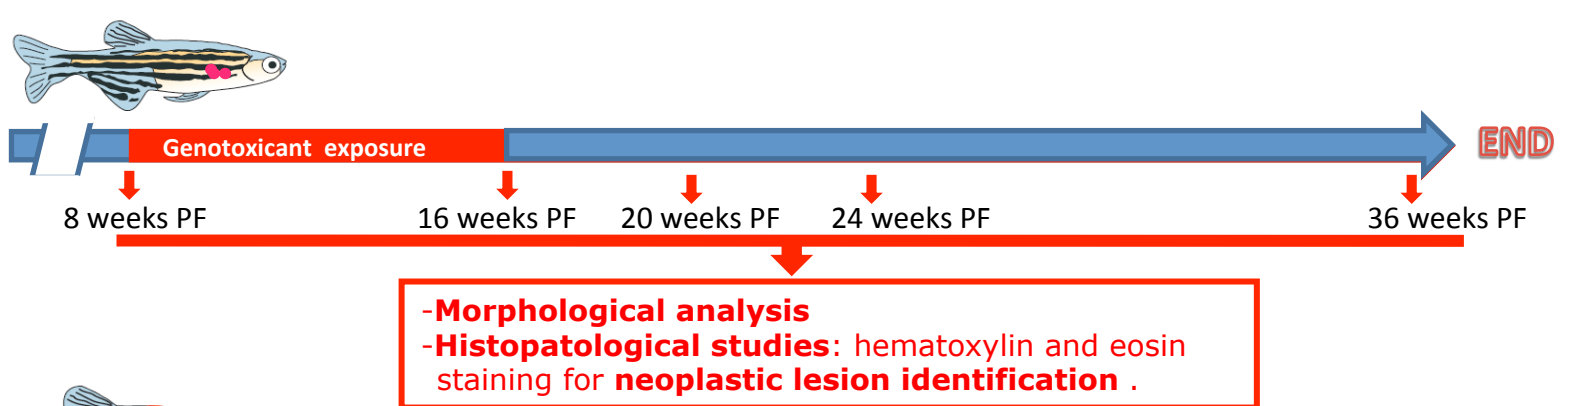 Genotoxicant exposure
END
8 weeks PF
16 weeks PF
20 weeks PF
24 weeks PF
36 weeks PF
-Morphological analysis
-Histopatological studies: hematoxylin and eosin
staining for neoplastic lesion identification .